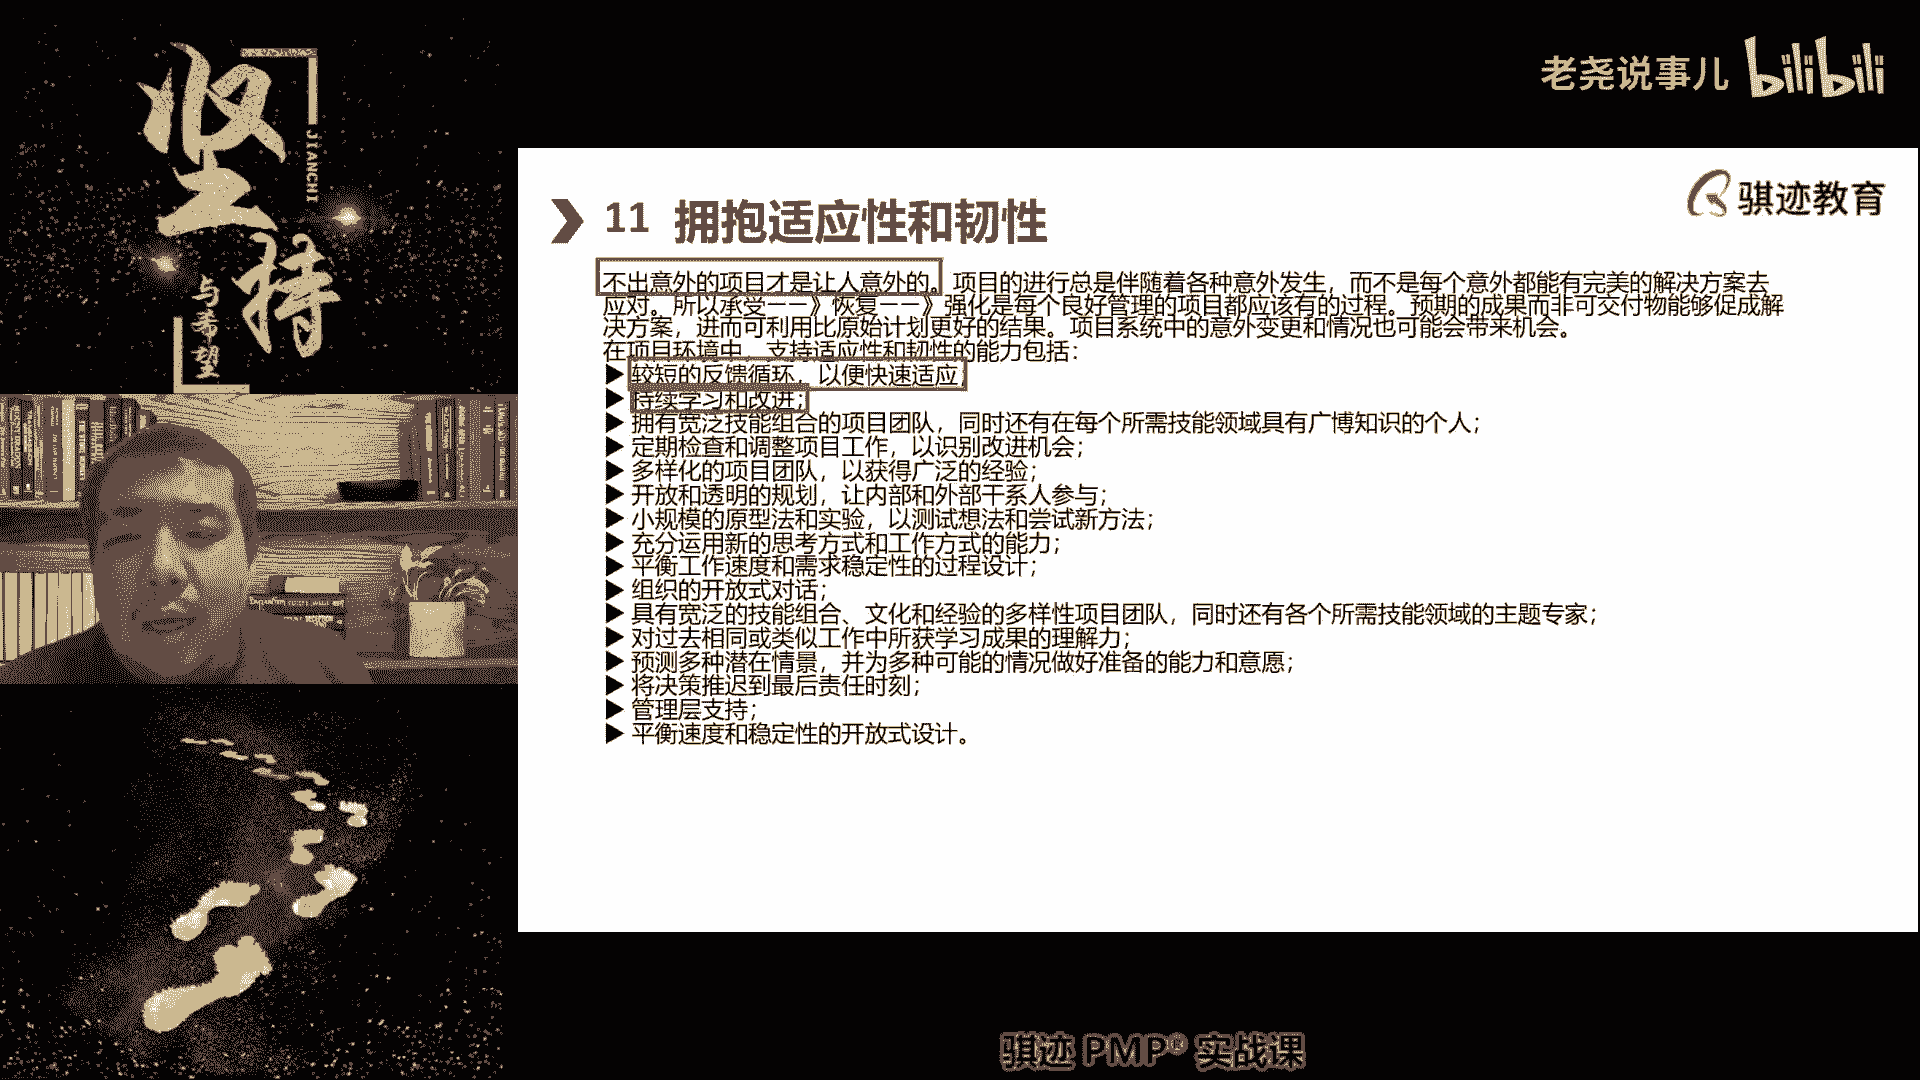 坚持
JIANCHI
与希望
老尧说事儿 bilibili
骐迹教育
11 拥抱适应性和韧性
不出意外的项目才是让人意外的。项目的进行总是伴随着各种意外发生，而不是每个意外都能有完美的解决方案去
应对。所以承受——》恢复——》强化是每个良好管理的项目都应该有的过程。预期的成果而非可交付物能够促成解
决方案，进而可利用比原始计划更好的结果。项目系统中的意外变更和情况也可能会带来机会。
在项目环境中，支持适应性和韧性的能力包括：
▶ 较短的反馈循环，以便快速适应；
▶ 持续学习和改进；
▶ 拥有宽泛技能组合的项目团队，同时还有在每个所需技能领域具有广博知识的个人；
▶ 定期检查和调整项目工作，以识别改进机会；
▶ 多样化的项目团队，以获得广泛的经验；
▶ 开放和透明的规划，让内部和外部干系人参与；
▶ 小规模的原型法和实验，以测试想法和尝试新方法；
▶ 充分运用新的思考方式和工作方式的能力；
▶ 平衡工作速度和需求稳定性的过程设计；
▶ 组织的开放式对话；
▶ 具有宽泛的技能组合、文化和经验的多样性项目团队，同时还有各个所需技能领域的主题专家；
▶ 对过去相同或类似工作中所获学习成果的理解力；
▶ 预测多种潜在情景，并为多种可能的情况做好准备的能力和意愿；
▶ 将决策推迟到最后责任时刻；
▶ 管理层支持；
▶ 平衡速度和稳定性的开放式设计。
骐迹 PMP® 实战课